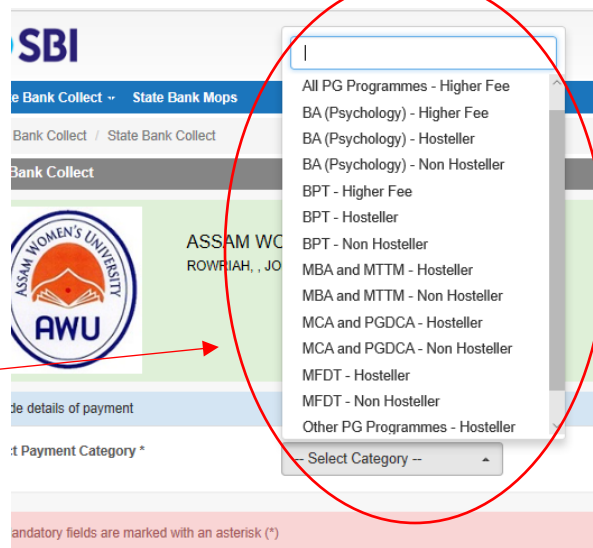 SBI
e Bank Collect
State Bank Mops
Bank Collect / State Bank Collect
Bank Collect
ASSAM WOMEN'S UNIVERSITY
AWU
ASSAM WO
ROWRIAH, , JO
All PG Programmes - Higher Fee
BA (Psychology) - Higher Fee
BA (Psychology) - Hosteller
BA (Psychology) - Non Hosteller
BPT - Higher Fee
BPT - Hosteller
BPT - Non Hosteller
MBA and MTTM - Hosteller
MBA and MTTM - Non Hosteller
MCA and PGDCA - Hosteller
MCA and PGDCA - Non Hosteller
MFDT - Hosteller
MFDT - Non Hosteller
Other PG Programmes - Hosteller
de details of payment
ct Payment Category *
-- Select Category --
andatory fields are marked with an asterisk (*)